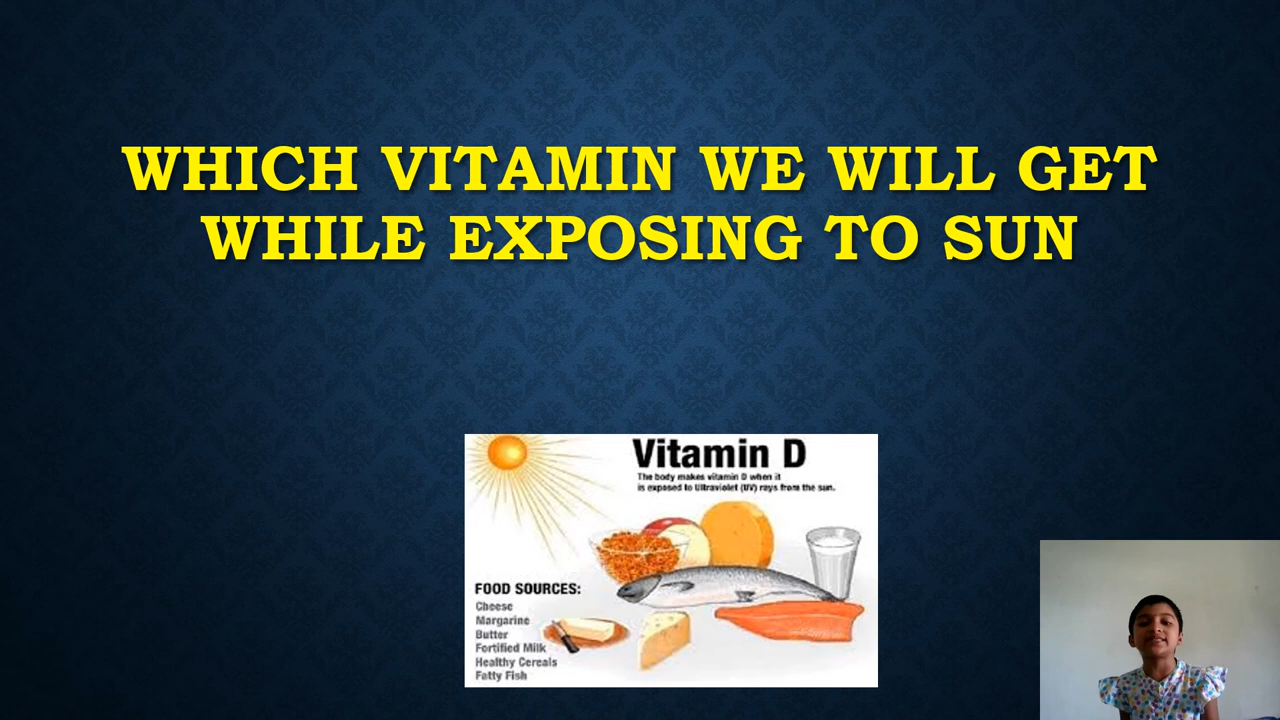 WHICH VITAMIN WE WILL GET
WHILE EXPOSING TO SUN
Vitamin D
The body makes vitamin D when it
is exposed to Ultraviolet (UV) rays from the sun.
FOOD SOURCES:
Cheese
Margarine
Butter
Fortified Milk
Healthy Cereals
Fatty Fish